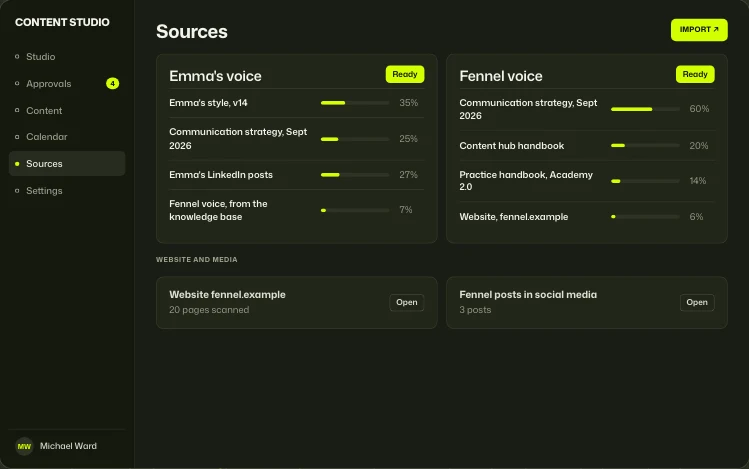 CONTENT STUDIO
Studio
Approvals 4
Content
Calendar
Sources
Settings
MW Michael Ward
Sources
IMPORT ↗
Emma's voice Ready
Emma's style, v14 35%
Communication strategy, Sept
2026 25%
Emma's LinkedIn posts 27%
Fennel voice, from the
knowledge base 7%
Fennel voice Ready
Communication strategy, Sept
2026 60%
Content hub handbook 20%
Practice handbook, Academy
2.0 14%
Website, fennel.example 6%
WEBSITE AND MEDIA
Website fennel.example
20 pages scanned
Open
Fennel posts in social media
3 posts
Open